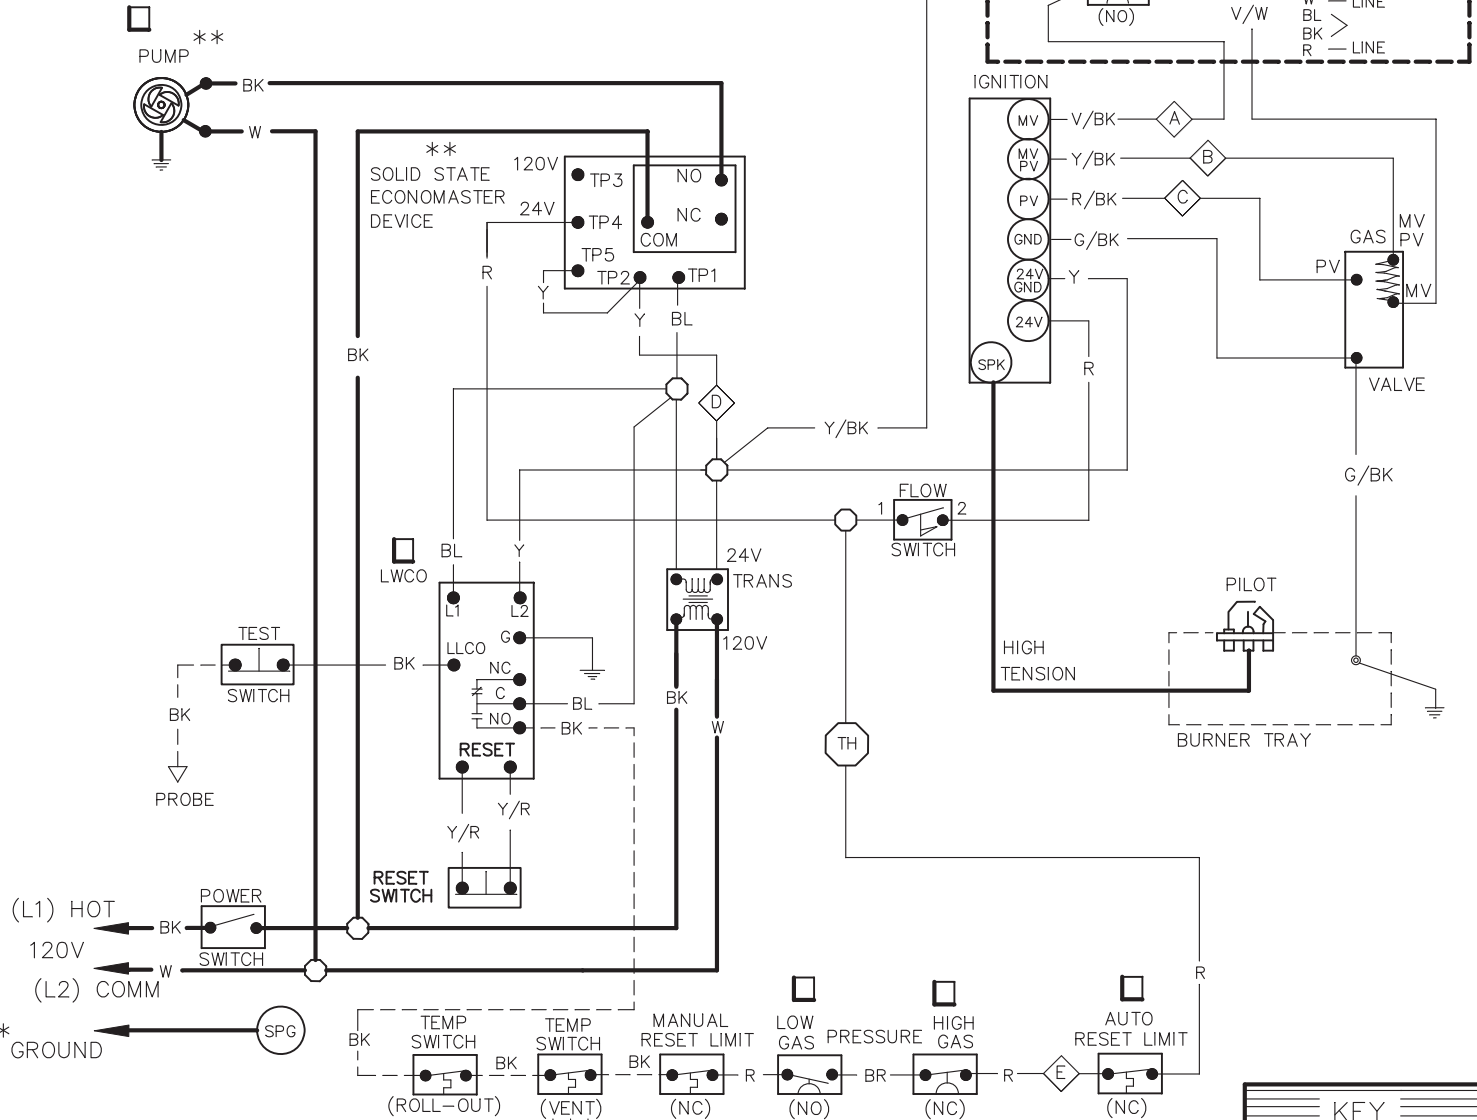 (NO)
V/W
W — LINE
BL
BK
R — LINE
**
PUMP
BK
W
IGNITION
MV
V/BK
A
MV
PV
Y/BK
B
PV
R/BK
C
GND
G/BK
24V
GND
Y
24V
R
SPK
MV
PV
GAS
PV
MV
VALVE
G/BK
**
SOLID STATE
ECONOMASTER
DEVICE
120V
TP3
24V
TP4
TP5
TP2
TP1
NO
NC
COM
R
Y
Y
BL
BK
D
Y/BK
FLOW
1
2
SWITCH
BL
Y
LWCO
L1
L2
G
LLCO
NC
C
NO
RESET
BL
BK
24V
TRANS
120V
BK
W
TEST
SWITCH
BK
BK
PROBE
Y/R
Y/R
RESET
SWITCH
HIGH
TENSION
PILOT
BURNER TRAY
TH
R
(L1) HOT
BK
POWER
SWITCH
120V
W
(L2) COMM
*
GROUND
SPG
BK
TEMP
SWITCH
(ROLL-OUT)
BK
TEMP
SWITCH
(VENT)
BK
MANUAL
RESET LIMIT
(NC)
R
LOW
GAS
(NO)
PRESSURE
BR
HIGH
GAS
(NC)
R
E
AUTO
RESET LIMIT
(NC)
KEY